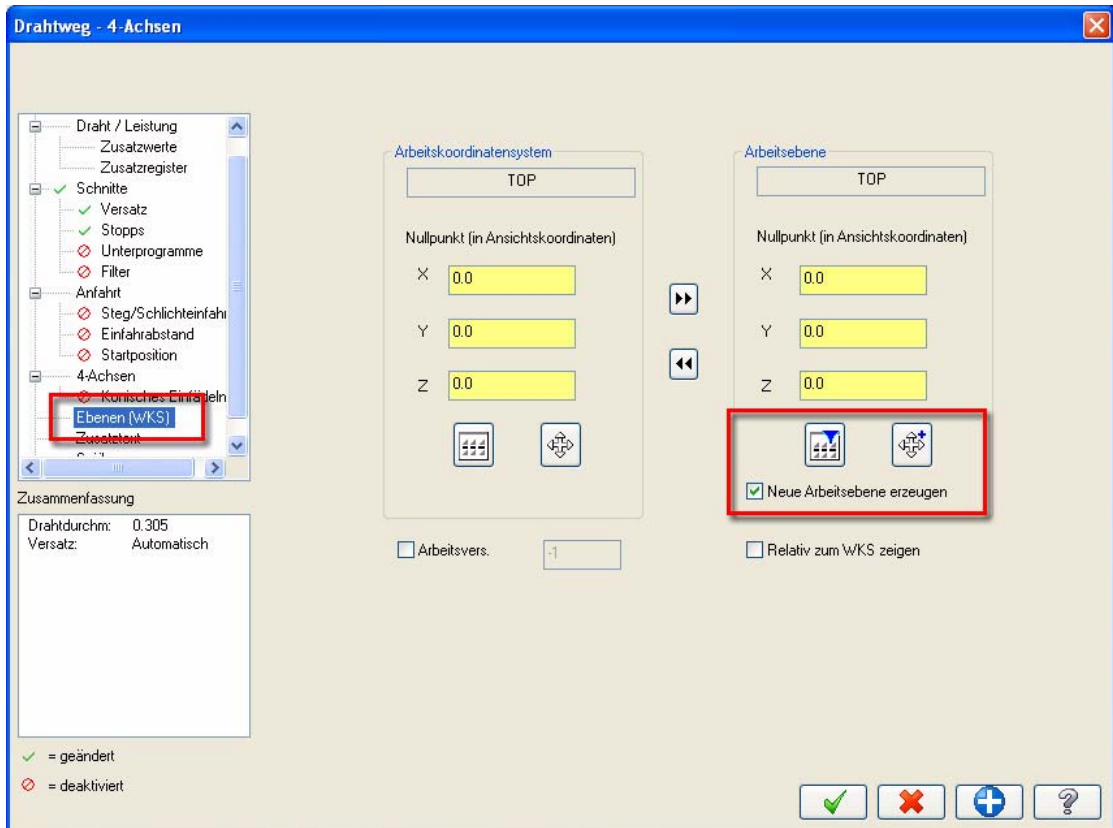 Drahtweg - 4-Achsen
Draht / Leistung
Zusatzwerte
Zusatzregister
Schnitte
Versatz
Stopps
Unterprogramme
Filter
Anfahrt
Steg/Schlichteinfahr
Einfahrabstand
Startposition
4-Achsen
Konisches Einfädeln
Ebenen (WKS)
Zusatztext
Zusammenfassung
Drahtdurchm: 0.305
Versatz: Automatisch
= geändert
= deaktiviert
Arbeitskoordinatensystem
TOP
Nullpunkt (in Ansichtskoordinaten)
X 0.0
Y 0.0
Z 0.0
Arbeitsvers. -1
Arbeitsebene
TOP
Nullpunkt (in Ansichtskoordinaten)
X 0.0
Y 0.0
Z 0.0
Neue Arbeitsebene erzeugen
Relativ zum WKS zeigen